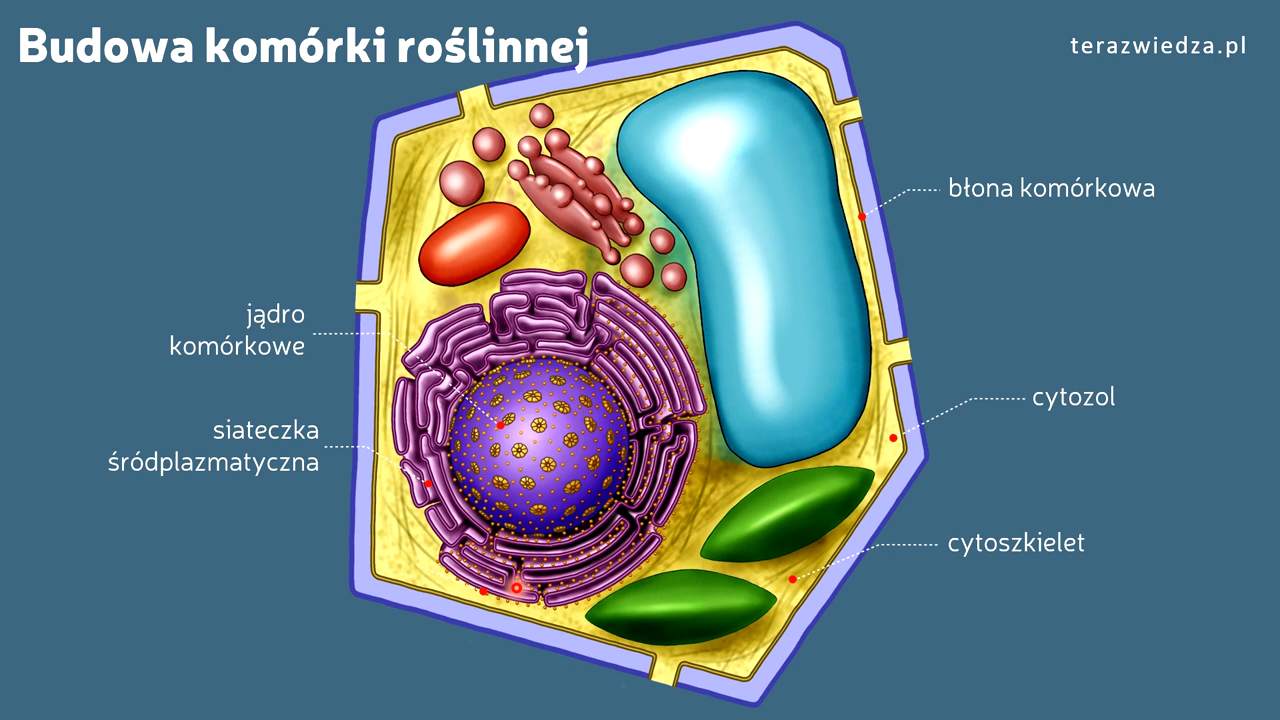 Budowa komórki roślinnej
terazwiedza.pl
błona komórkowa
jądro
komórkowe
cytozol
siateczka
śródplazmatyczna
cytoszkielet